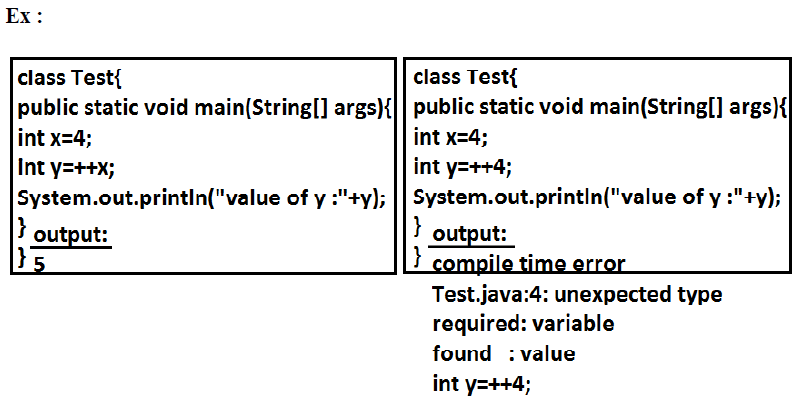 Ex :
class Test{
public static void main(String[] args){
int x=4;
Int y=++x;
System.out.println("value of y :"+y);
}
output:
} 5
class Test{
public static void main(String[] args){
int x=4;
int y=++4;
System.out.println("value of y :"+y);
}
output:
}
compile time error
Test.java:4: unexpected type
required: variable
found : value
int y=++4;